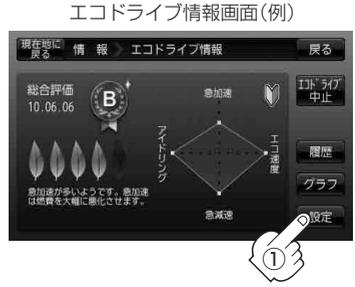 エコドライブ情報画面(例)
現在地に
戻る
情 報
エコドライブ情報
戻る
総合評価
10.06.06
B
急加速
エコドライブ
中止
アイドリング
エコ速度
履歴
グラフ
急加速が多いようです。急加速
は燃費を大幅に悪化させます。
急減速
設定
①